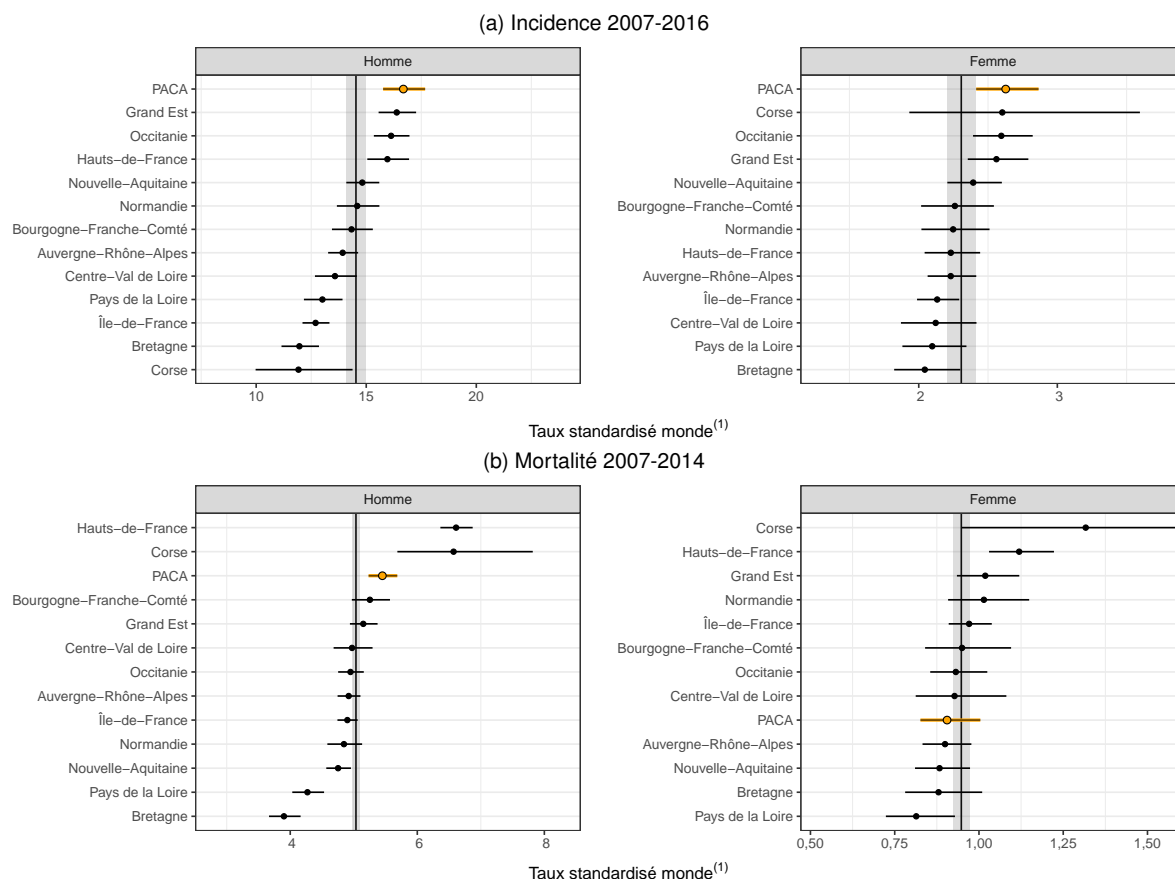 (a) Incidence 2007-2016
Homme
PACA
Grand Est
Occitanie
Hauts−de−France
Nouvelle−Aquitaine
Normandie
Bourgogne−Franche−Comté
Auvergne−Rhône−Alpes
Centre−Val de Loire
Pays de la Loire
Île−de−France
Bretagne
Corse
10 15 20
Femme
PACA
Corse
Occitanie
Grand Est
Nouvelle−Aquitaine
Bourgogne−Franche−Comté
Normandie
Hauts−de−France
Auvergne−Rhône−Alpes
Île−de−France
Centre−Val de Loire
Pays de la Loire
Bretagne
2 3
Taux standardisé monde(1)
(b) Mortalité 2007-2014
Homme
Hauts−de−France
Corse
PACA
Bourgogne−Franche−Comté
Grand Est
Centre−Val de Loire
Occitanie
Auvergne−Rhône−Alpes
Île−de−France
Normandie
Nouvelle−Aquitaine
Pays de la Loire
Bretagne
4 6 8
Femme
Corse
Hauts−de−France
Grand Est
Normandie
Île−de−France
Bourgogne−Franche−Comté
Occitanie
Centre−Val de Loire
PACA
Auvergne−Rhône−Alpes
Nouvelle−Aquitaine
Bretagne
Pays de la Loire
0,50 0,75 1,00 1,25 1,50
Taux standardisé monde(1)